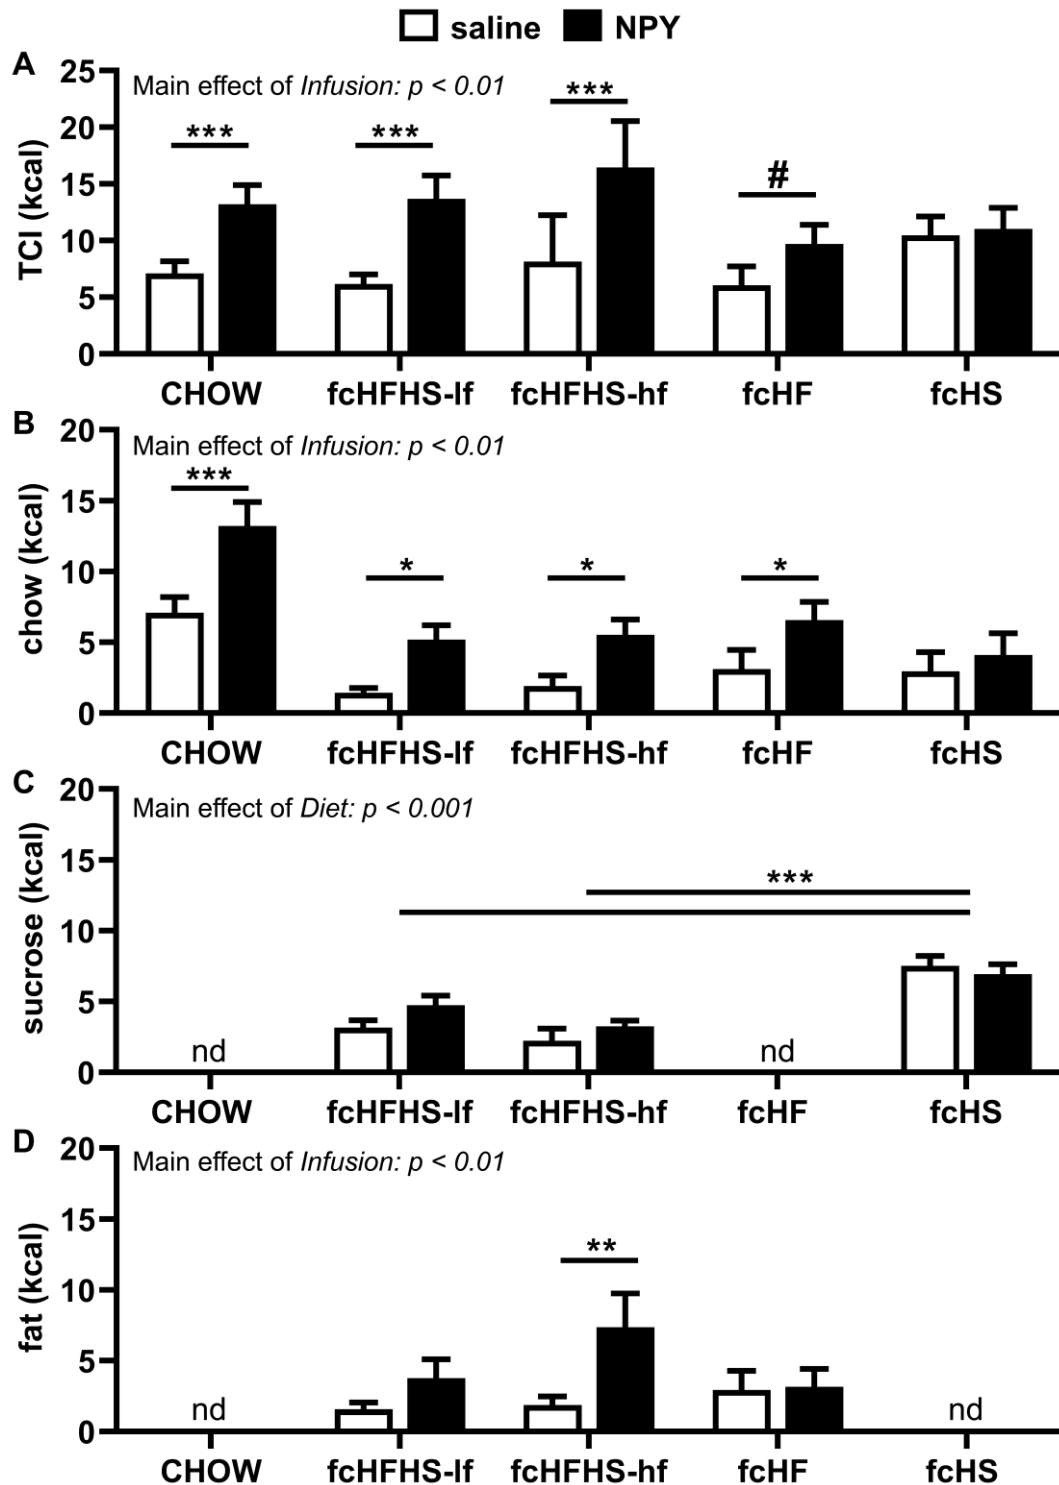 saline NPY
A
Main effect of Infusion: p < 0.01
TCI (kcal)
25
20
15
10
5
0
*** *** *** #
CHOW fcHFHS-lf fcHFHS-hf fcHF fcHS
B
Main effect of Infusion: p < 0.01
chow (kcal)
20
15
10
5
0
*** * * *
CHOW fcHFHS-lf fcHFHS-hf fcHF fcHS
C
Main effect of Diet: p < 0.001
sucrose (kcal)
20
15
10
5
0
***
nd nd
CHOW fcHFHS-lf fcHFHS-hf fcHF fcHS
D
Main effect of Infusion: p < 0.01
fat (kcal)
20
15
10
5
0
**
nd nd
CHOW fcHFHS-lf fcHFHS-hf fcHF fcHS